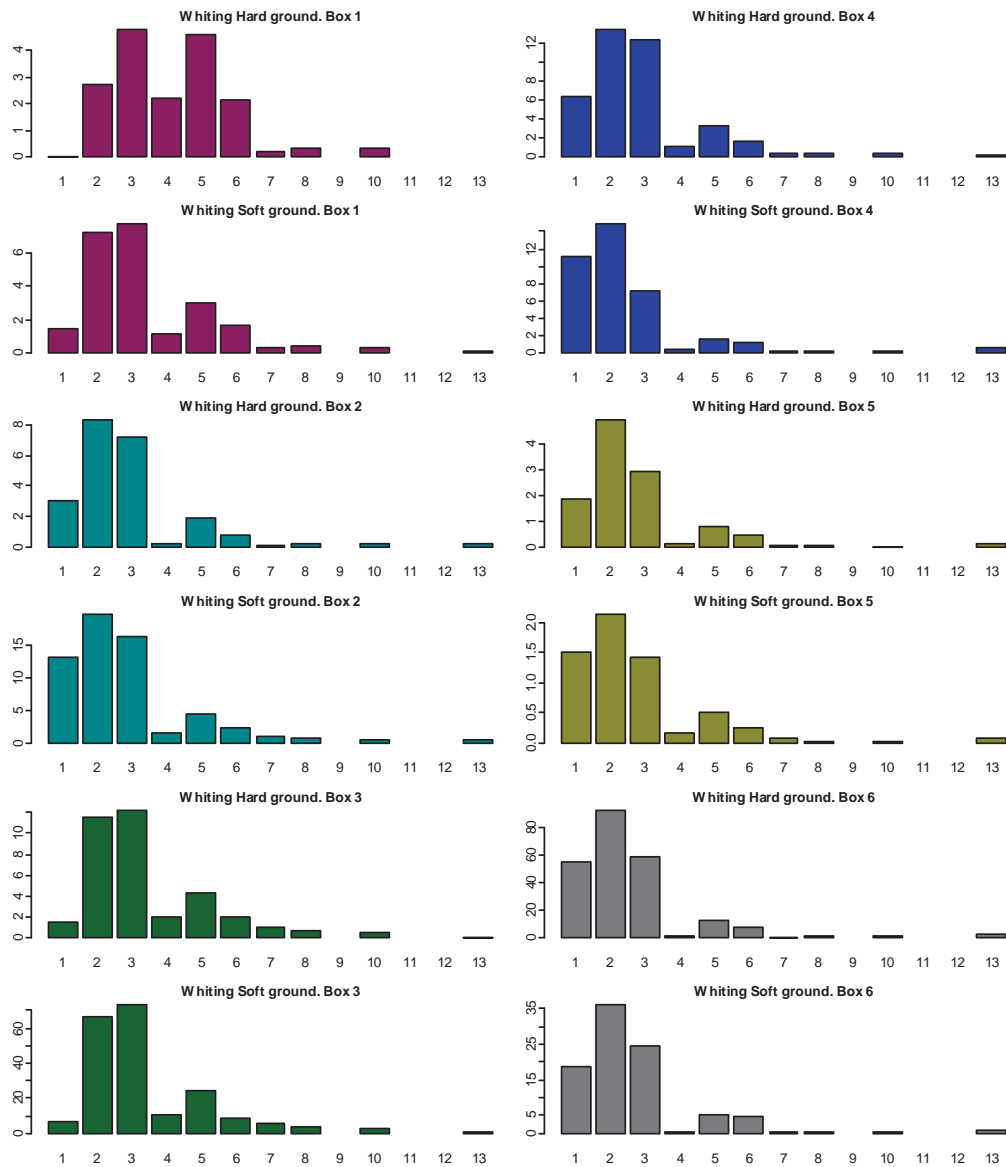 Whiting Hard ground. Box 1
0 1 2 3 4
1 2 3 4 5 6 7 8 9 10 11 12 13
Whiting Soft ground. Box 1
0 2 4 6
1 2 3 4 5 6 7 8 9 10 11 12 13
Whiting Hard ground. Box 2
0 2 4 6 8
1 2 3 4 5 6 7 8 9 10 11 12 13
Whiting Soft ground. Box 2
0 5 10 15
1 2 3 4 5 6 7 8 9 10 11 12 13
Whiting Hard ground. Box 3
0 2 4 6 8 10
1 2 3 4 5 6 7 8 9 10 11 12 13
Whiting Soft ground. Box 3
0 20 40 60
1 2 3 4 5 6 7 8 9 10 11 12 13
Whiting Hard ground. Box 4
0 2 4 6 8 12
1 2 3 4 5 6 7 8 9 10 11 12 13
Whiting Soft ground. Box 4
0 2 4 6 8 12
1 2 3 4 5 6 7 8 9 10 11 12 13
Whiting Hard ground. Box 5
0 1 2 3 4
1 2 3 4 5 6 7 8 9 10 11 12 13
Whiting Soft ground. Box 5
0.0 0.5 1.0 1.5 2.0
1 2 3 4 5 6 7 8 9 10 11 12 13
Whiting Hard ground. Box 6
0 20 40 60 80
1 2 3 4 5 6 7 8 9 10 11 12 13
Whiting Soft ground. Box 6
0 5 15 25 35
1 2 3 4 5 6 7 8 9 10 11 12 13